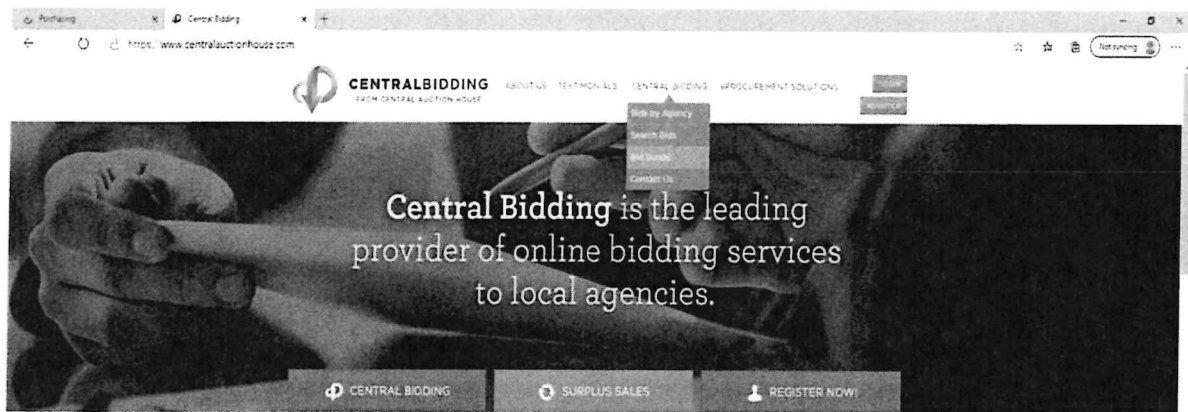 Purchasing
Central Bidding
https://www.centralauctionhouse.com
Not syncing
CENTRALBIDDING
FROM CENTRAL AUCTION HOUSE
ABOUT US TESTIMONIALS CENTRAL BIDDING EPROCUREMENT SOLUTIONS
LOGIN
REGISTER
Bids by Agency
Search Bids
Bid Bonds
Contact Us
Central Bidding is the leading
provider of online bidding services
to local agencies.
CENTRAL BIDDING
SURPLUS SALES
REGISTER NOW!